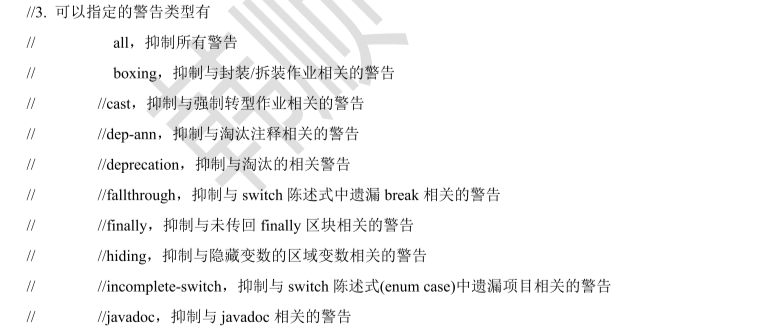 //3. 可以指定的警告类型有
// all，抑制所有警告
// boxing，抑制与封装/拆装作业相关的警告
// //cast，抑制与强制转型作业相关的警告
// //dep-ann，抑制与淘汰注释相关的警告
// //deprecation，抑制与淘汰的相关警告
// //fallthrough，抑制与 switch 陈述式中遗漏 break 相关的警告
// //finally，抑制与未传回 finally 区块相关的警告
// //hiding，抑制与隐藏变数的区域变数相关的警告
// //incomplete-switch，抑制与 switch 陈述式(enum case)中遗漏项目相关的警告
// //javadoc，抑制与 javadoc 相关的警告